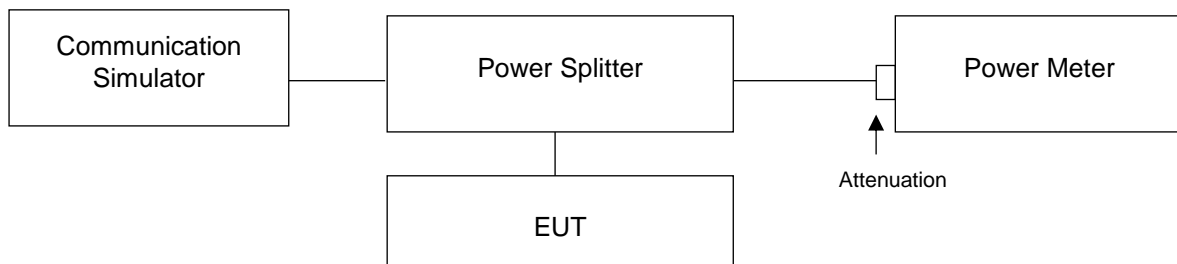 Communication
Simulator
Power Splitter
Power Meter
Attenuation
EUT